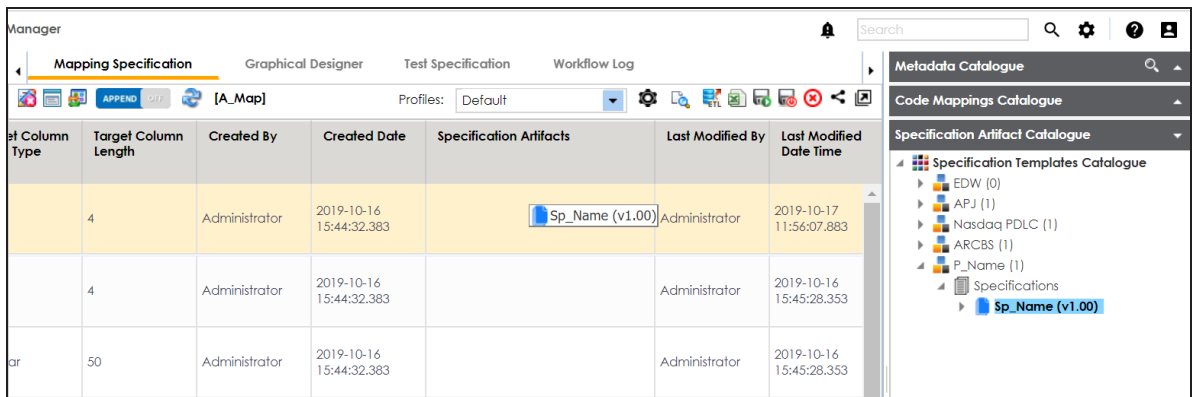 Manager
Search
Mapping Specification
Graphical Designer
Test Specification
Workflow Log
APPEND OFF
[A_Map]
Profiles:
Default
ETL
et Column Type
Target Column Length
Created By
Created Date
Specification Artifacts
Last Modified By
Last Modified Date Time
4
Administrator
2019-10-16
15:44:32.383
Sp_Name (v1.00)
Administrator
2019-10-17
11:56:07.883
4
Administrator
2019-10-16
15:44:32.383
Administrator
2019-10-16
15:45:28.353
ar
50
Administrator
2019-10-16
15:44:32.383
Administrator
2019-10-16
15:45:28.353
Metadata Catalogue
Code Mappings Catalogue
Specification Artifact Catalogue
Specification Templates Catalogue
EDW (0)
APJ (1)
Nasdaq PDLC (1)
ARCBS (1)
P_Name (1)
Specifications
Sp_Name (v1.00)